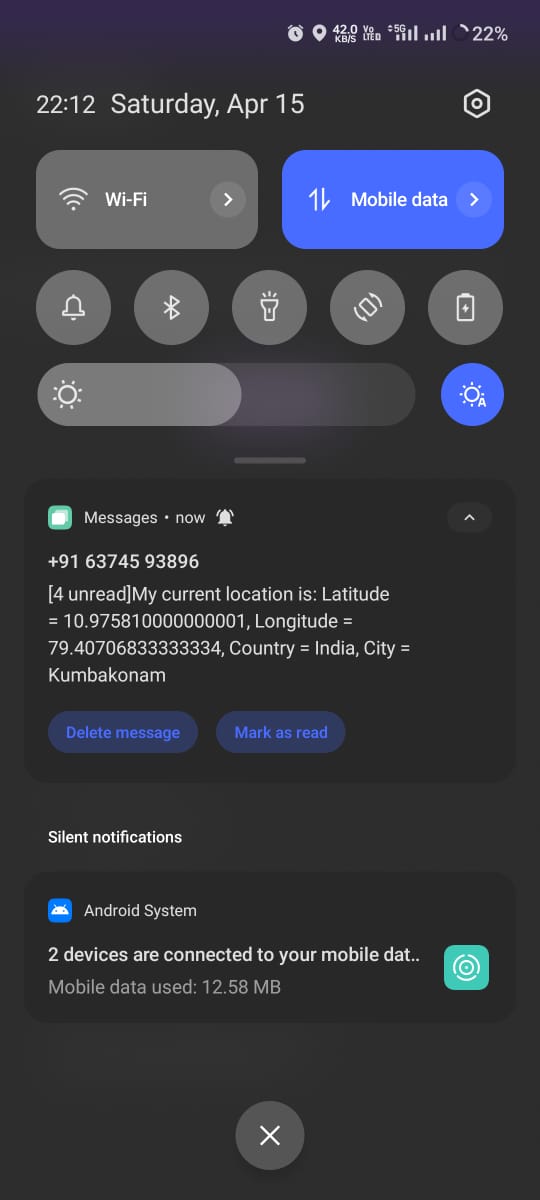 42.0 KB/S Vo LTE 5G 22%
22:12 Saturday, Apr 15
Wi-Fi
Mobile data
A
Messages • now
+91 63745 93896
[4 unread]My current location is: Latitude
= 10.975810000000001, Longitude =
79.40706833333334, Country = India, City =
Kumbakonam
Delete message
Mark as read
Silent notifications
Android System
2 devices are connected to your mobile dat..
Mobile data used: 12.58 MB